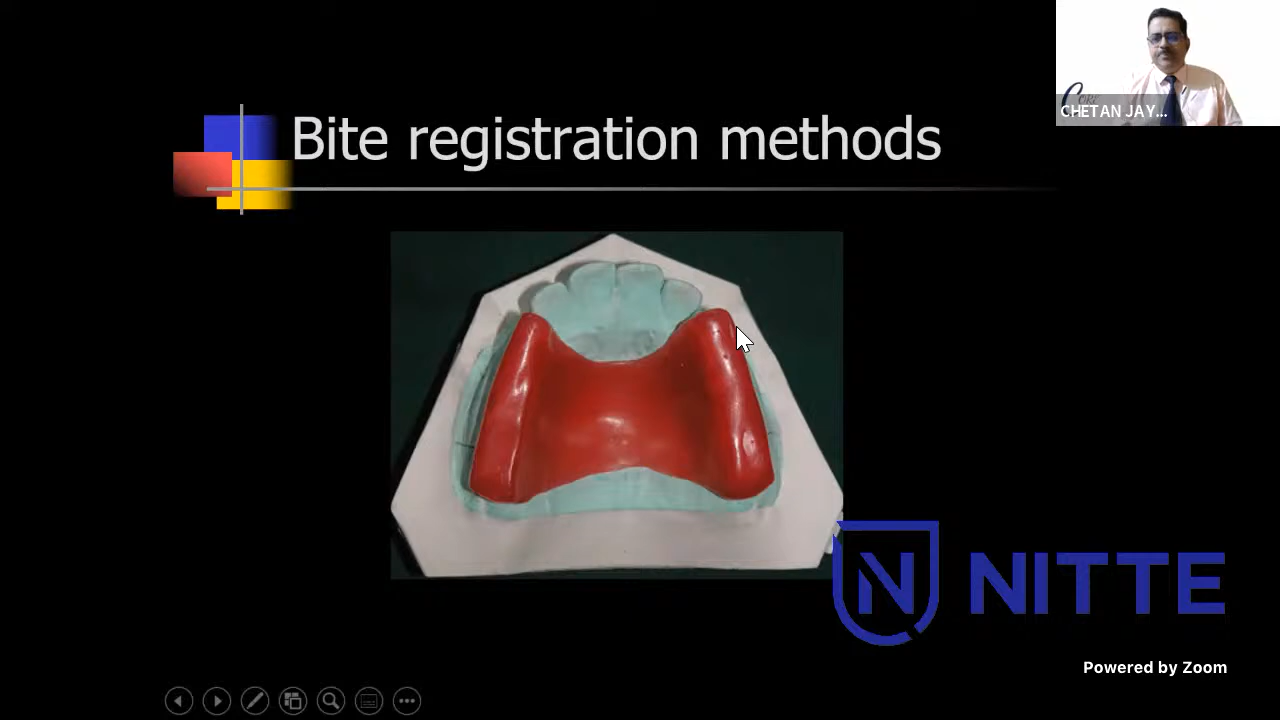 CHETAN JAY...
Bite registration methods
N NITTE
Powered by Zoom